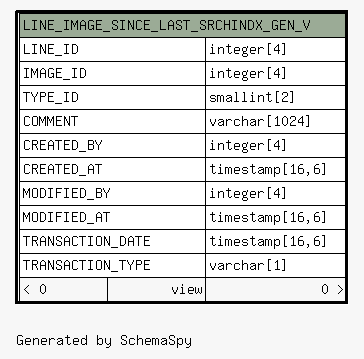 LINE_IMAGE_SINCE_LAST_SRCHINDX_GEN_V
LINE_ID integer[4]
IMAGE_ID integer[4]
TYPE_ID smallint[2]
COMMENT varchar[1024]
CREATED_BY integer[4]
CREATED_AT timestamp[16,6]
MODIFIED_BY integer[4]
MODIFIED_AT timestamp[16,6]
TRANSACTION_DATE timestamp[16,6]
TRANSACTION_TYPE varchar[1]
< 0 view 0 >
Generated by SchemaSpy